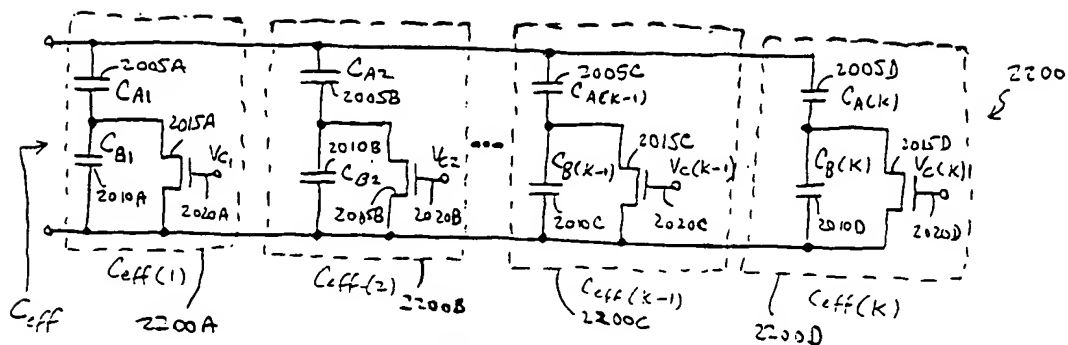 2005A
CA1
2015A
CB1
VC1
2010A
2020A
Ceff(1)
2200A
Ceff
CA2
2005B
2010B
CB2
VC2
2005B
2020B
Ceff(2)
2200B
...
2005C
CA(k-1)
2015C
CB(k-1)
VC(k-1)
2010C
2020C
Ceff(k-1)
2200C
2005D
CA(k)
2015D
CB(k)
VC(k)
2010D
2020D
Ceff(k)
2200D
2200